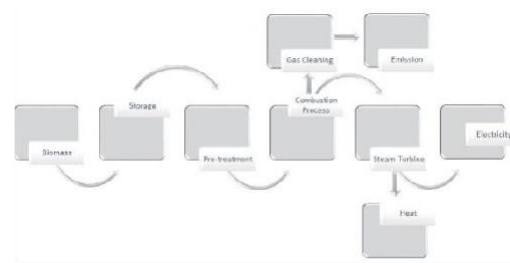 Gas Cleaning
Emission
Storage
Combustion
Process
Electricity
Biomass
Pre-treatment
Steam Turbine
Heat